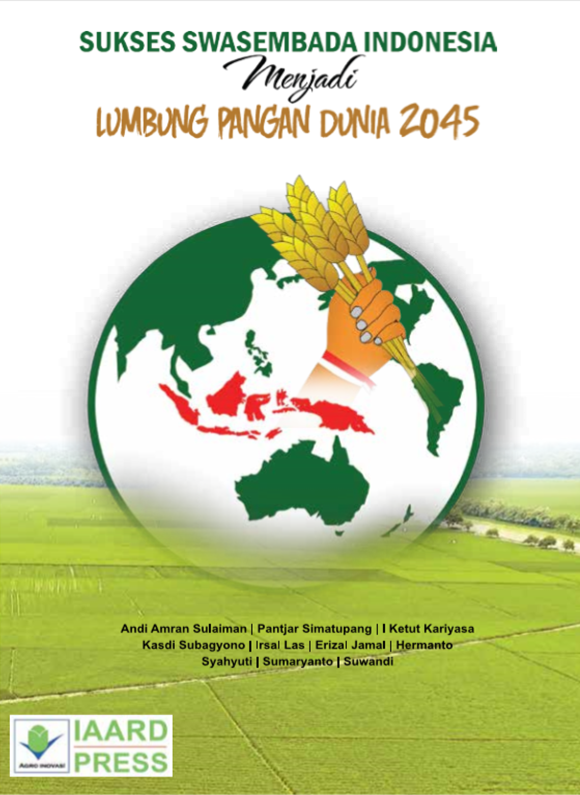 SUKSES SWASEMBADA INDONESIA
Menjadi
LUMBUNG PANGAN DUNIA 2045
Andi Amran Sulaiman | Pantjar Simatupang | I Ketut Kariyasa
Kasdi Subagyono | Irsal Las | Erizal Jamal | Hermanto
Syahyuti | Sumaryanto | Suwandi
AGRO INOVASI
IAARD
PRESS